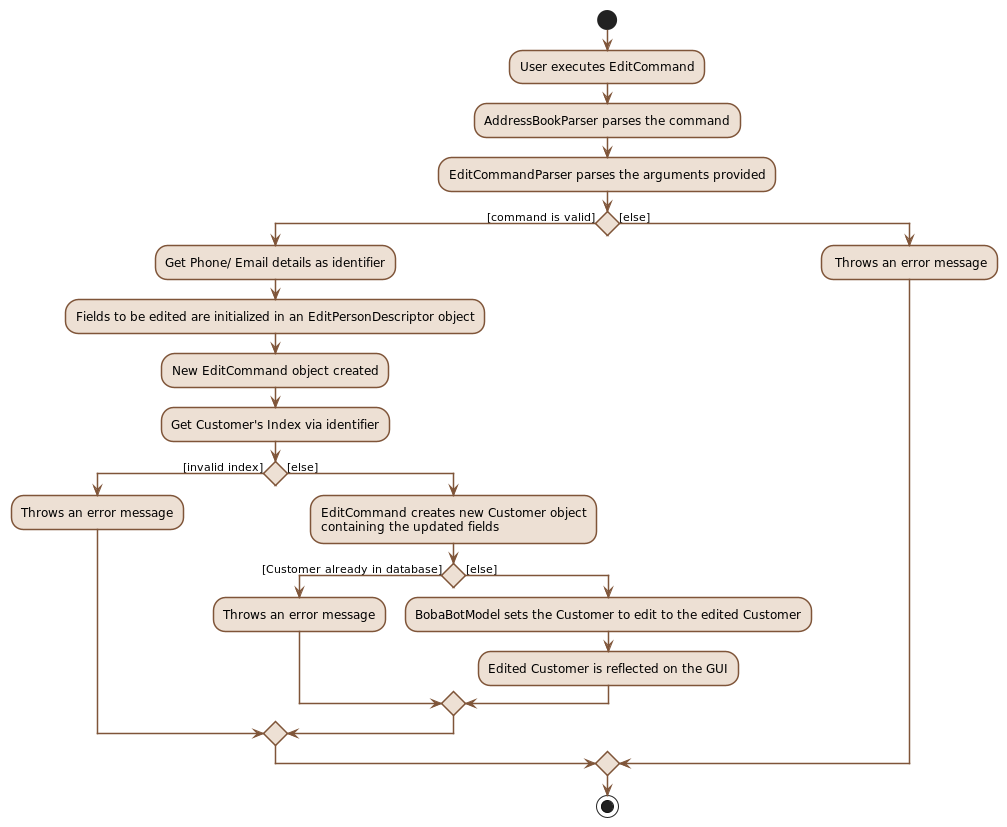 User executes EditCommand
AddressBookParser parses the command
EditCommandParser parses the arguments provided
[command is valid]
[else]
Get Phone/ Email details as identifier
Throws an error message
Fields to be edited are initialized in an EditPersonDescriptor object
New EditCommand object created
Get Customer's Index via identifier
[invalid index]
[else]
Throws an error message
EditCommand creates new Customer object
containing the updated fields
[Customer already in database]
[else]
Throws an error message
BobaBotModel sets the Customer to edit to the edited Customer
Edited Customer is reflected on the GUI